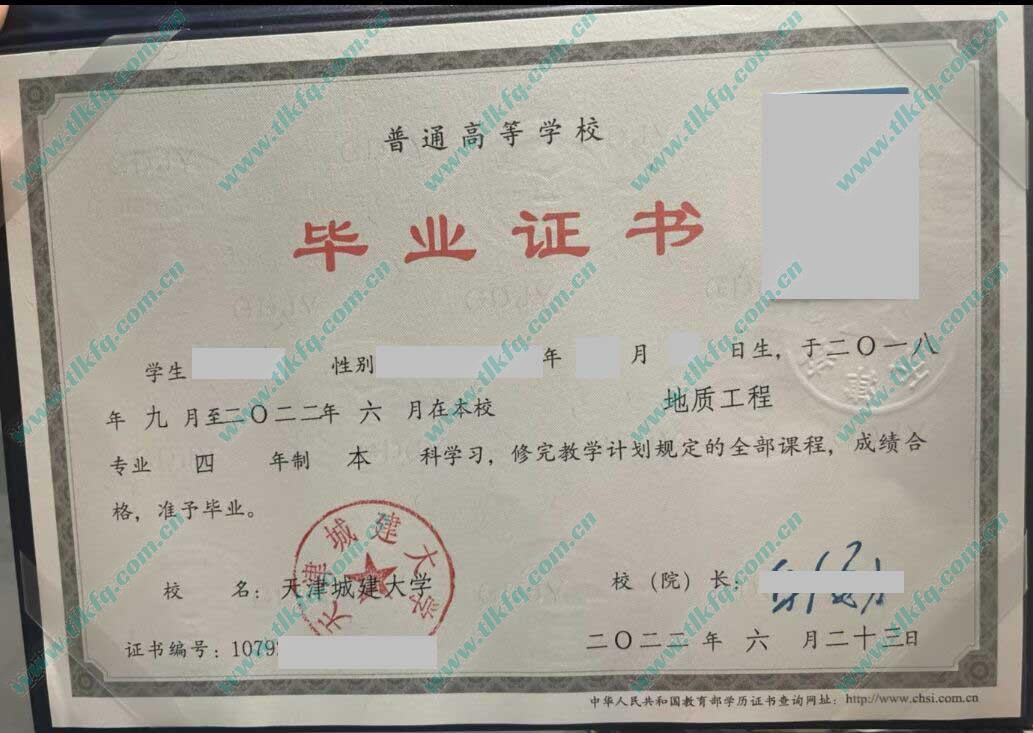 普通高等学校
毕业证书
学生 性别 年 月 日生，于二〇一八
年 九 月至二〇二二年 六 月在本校 地质工程
专业 四 年制 本 科学习，修完教学计划规定的全部课程，成绩合
格，准予毕业。
天津城建大学
校 名：天津城建大学 校（院）长：
证书编号：1079 二〇二二年 六 月二十三日
中华人民共和国教育部学历证书查询网址：http://www.chsi.com.cn
www.tlkfq.com.cn